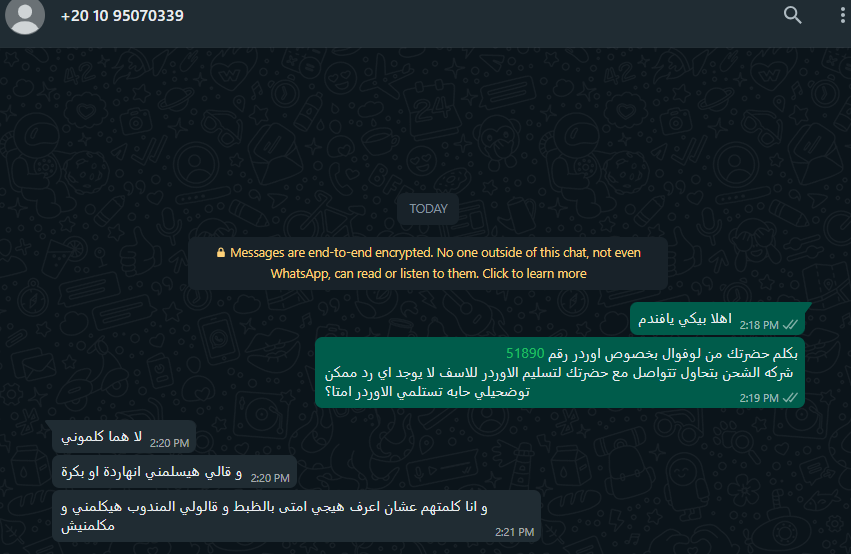 +20 10 95070339
TODAY
Messages are end-to-end encrypted. No one outside of this chat, not even
WhatsApp, can read or listen to them. Click to learn more
اهلا بيكي يافندم 2:18 PM
بكلم حضرتك من لوفوال بخصوص اوردر رقم 51890
شركه الشحن بتحاول تتواصل مع حضرتك لتسليم الاوردر للاسف لا يوجد اي رد ممكن
توضحيلي حابه تستلمي الاوردر امتا؟ 2:19 PM
لا هما كلموني 2:20 PM
و قالي هيسلمني انهاردة او بكرة 2:20 PM
و انا كلمتهم عشان اعرف هيجي امتى بالظبط و قالولي المندوب هيكلمني و
مكلمنيش 2:21 PM